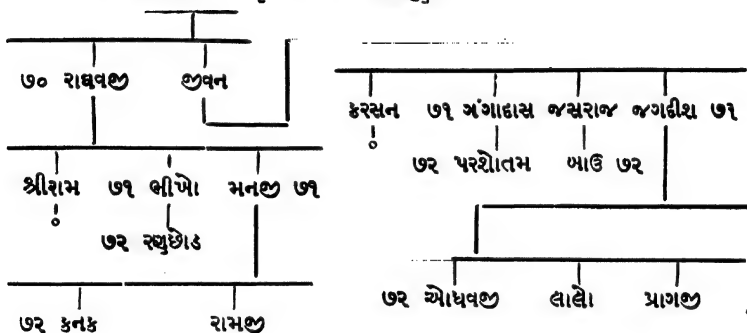 ૭૦ રાઘવજી જીવન
કરસન ૭૧ ગંગાદાસ જસરાજ જગદીશ ૭૧
૭૨ પરશોતમ બાઉ ૭૨
શ્રીરામ ૭૧ ભીખો મનજી ૭૧
૭૨ રણછોડ
૭૨ ઓધવજી લાલો પ્રાગજી
૭૨ કનક રામજી